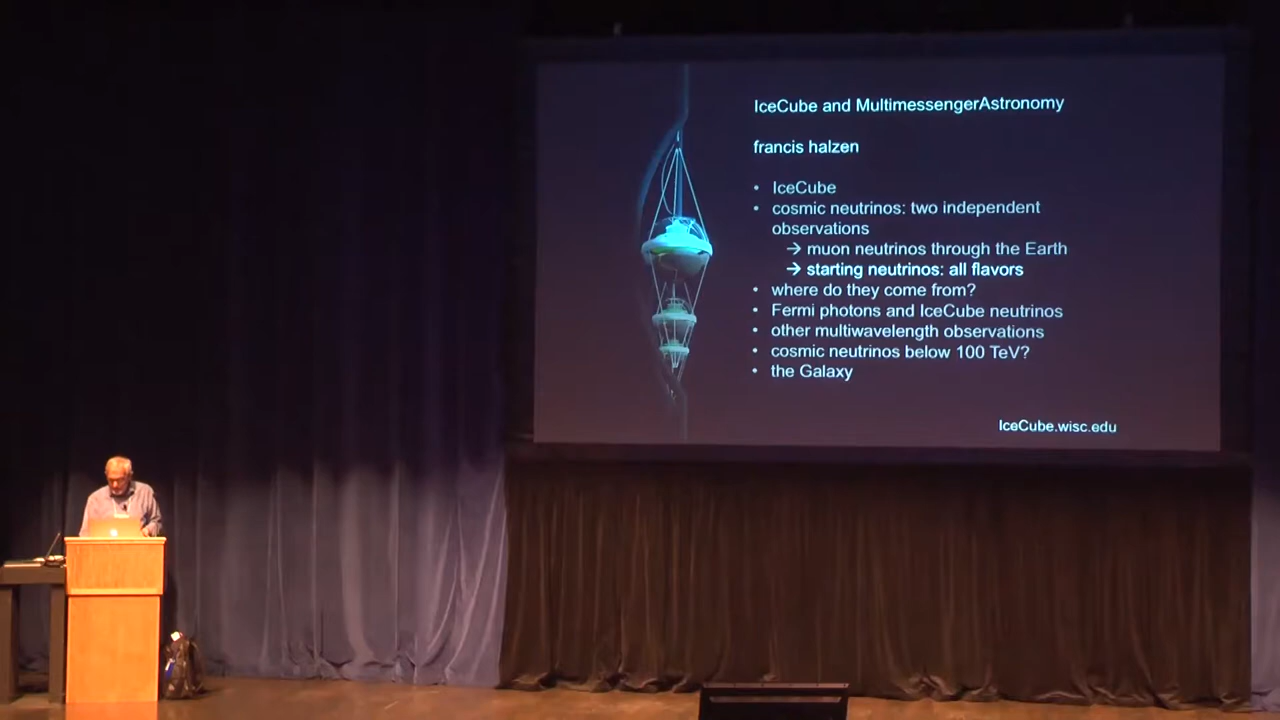 IceCube and MultimessengerAstronomy
francis halzen
• IceCube
• cosmic neutrinos: two independent
observations
→ muon neutrinos through the Earth
→ starting neutrinos: all flavors
• where do they come from?
• Fermi photons and IceCube neutrinos
• other multiwavelength observations
• cosmic neutrinos below 100 TeV?
• the Galaxy
IceCube.wisc.edu